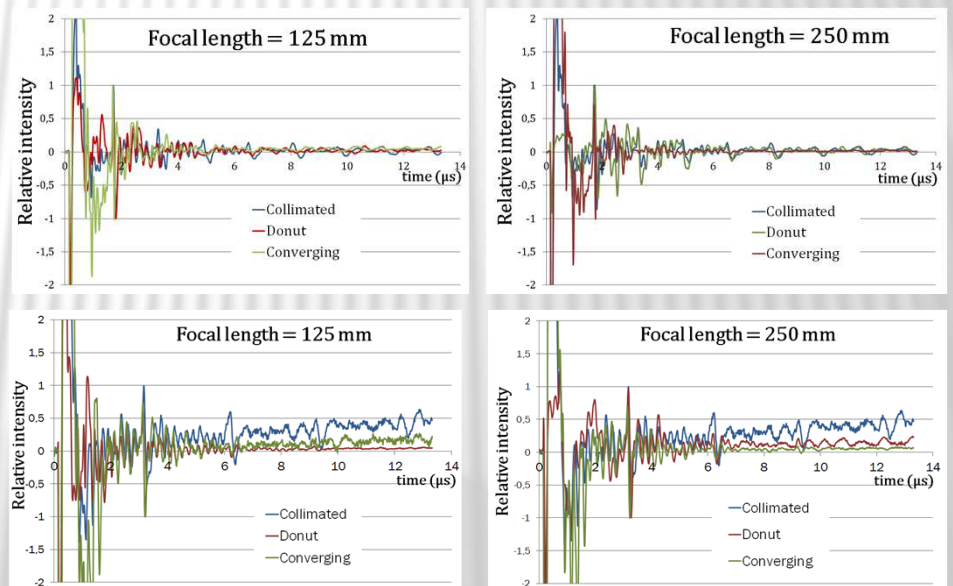 Focal length = 125 mm
Relative intensity
2
1,5
1
0,5
0
-0,5
-1
-1,5
-2
0 2 4 6 8 10 12 14
time (µs)
Collimated
Donut
Converging
Focal length = 250 mm
Relative intensity
2
1,5
1
0,5
0
-0,5
-1
-1,5
-2
0 2 4 6 8 10 12 14
time (µs)
Collimated
Donut
Converging
Focal length = 125 mm
Relative intensity
2
1.5
1
0.5
0
-0.5
-1
-1.5
-2
0 2 4 6 8 10 12 14
time (µs)
Collimated
Donut
Converging
Focal length = 250 mm
Relative intensity
2
1.5
1
0.5
0
-0.5
-1
-1.5
-2
0 2 4 6 8 10 12 14
time (µs)
Collimated
Donut
Converging